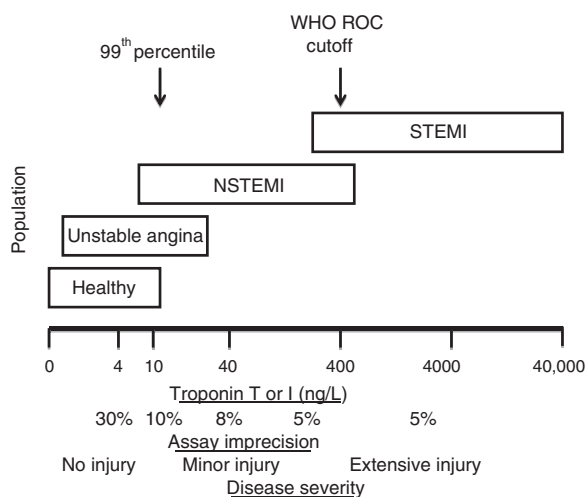 WHO ROC
cutoff
99th percentile
STEMI
NSTEMI
Unstable angina
Healthy
Population
0 4 10 40 400 4000 40,000
Troponin T or I (ng/L)
30% 10% 8% 5% 5%
Assay imprecision
No injury Minor injury Extensive injury
Disease severity